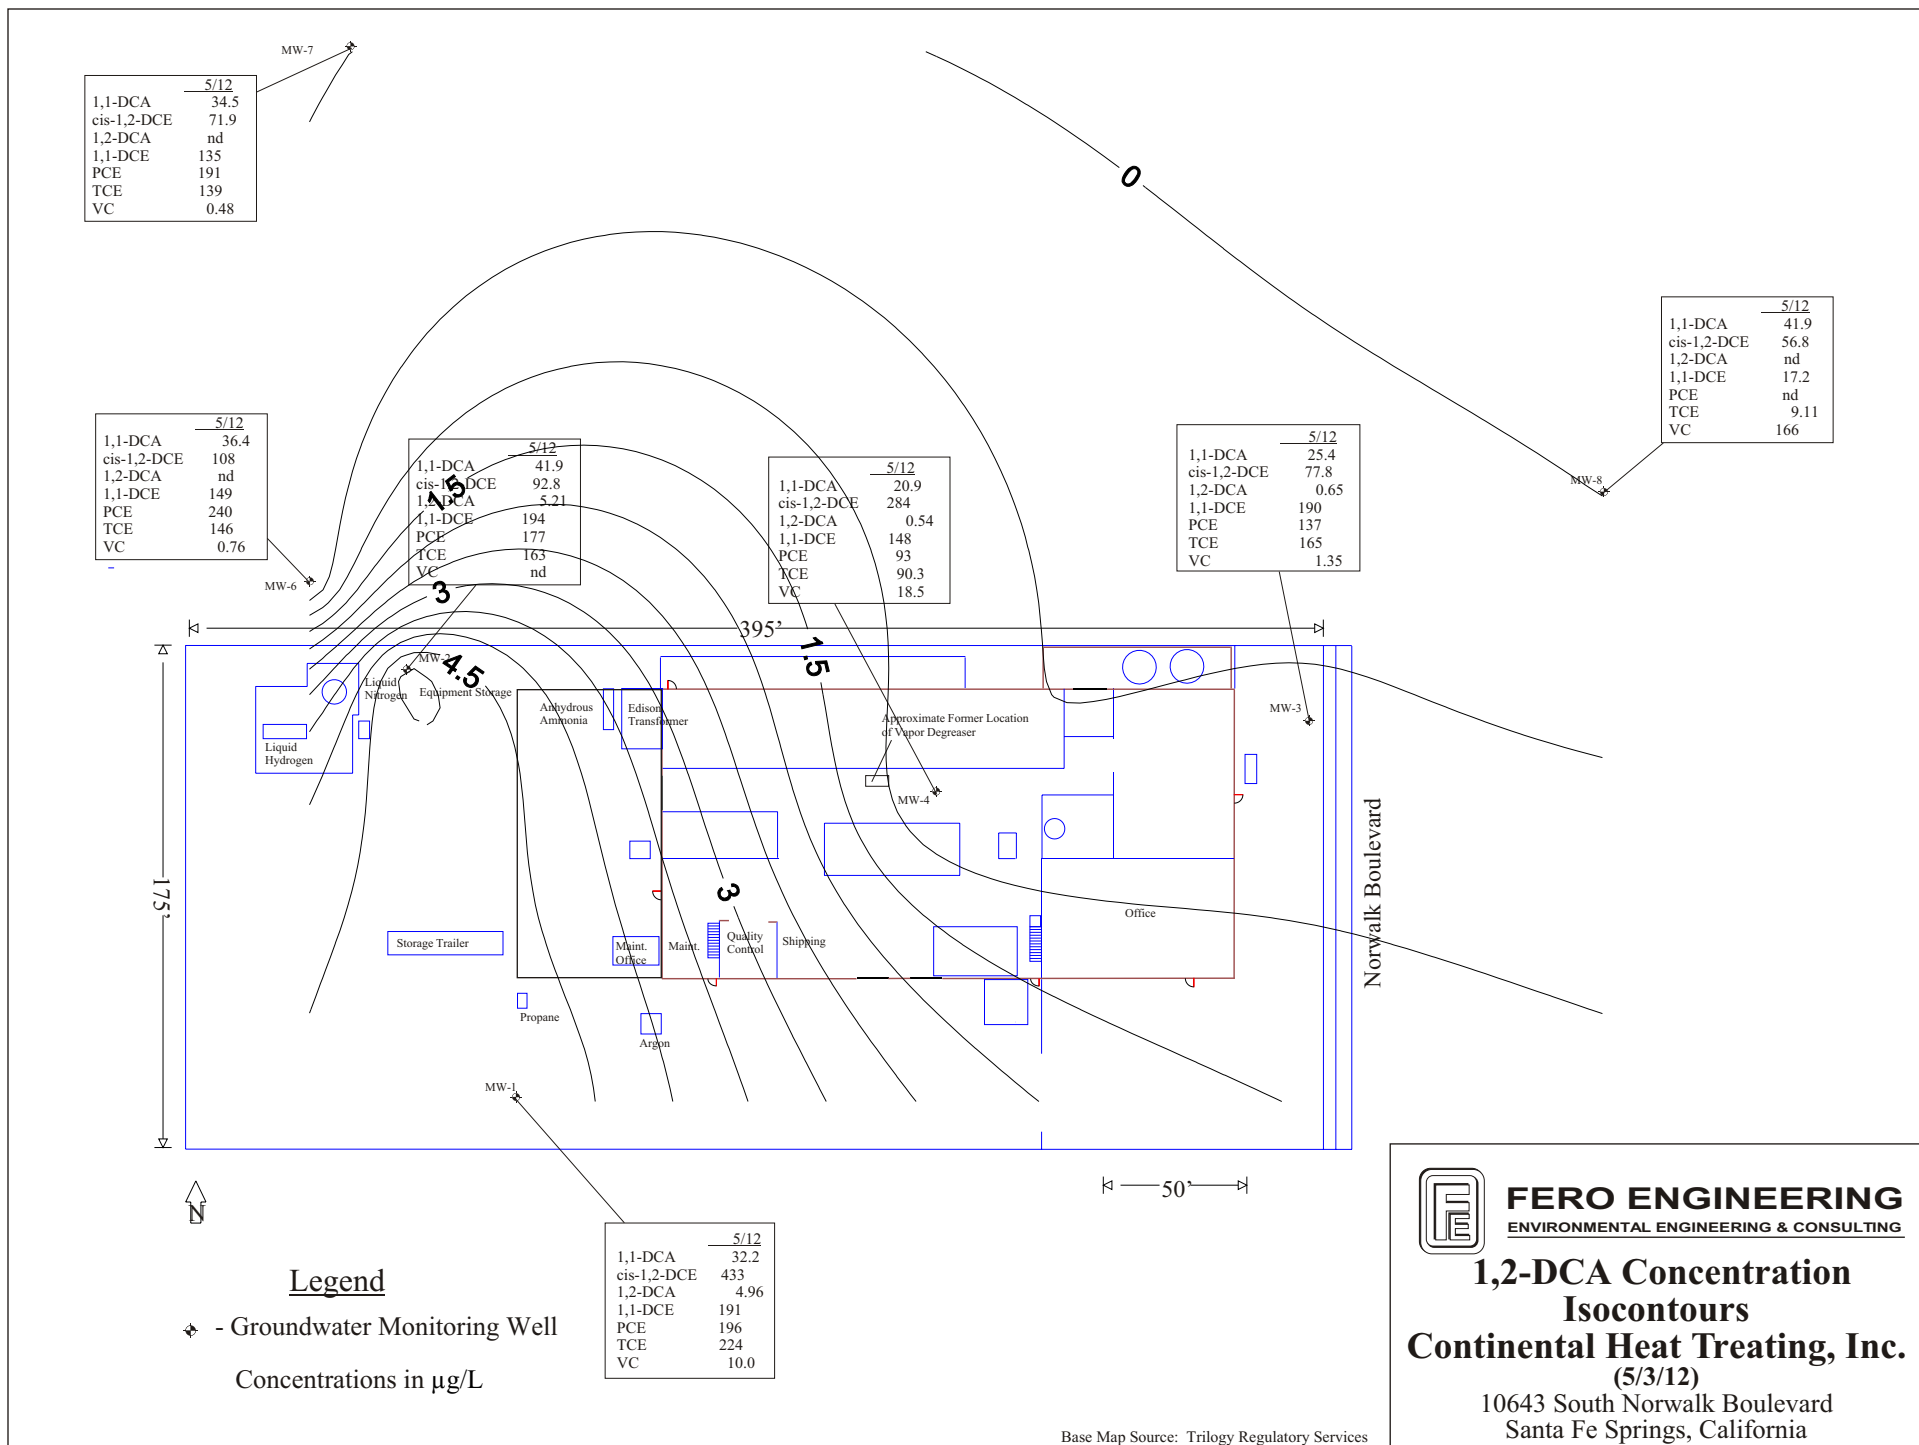 MW-7
5/12
1,1-DCA 34.5
cis-1,2-DCE 71.9
1,2-DCA nd
1,1-DCE 135
PCE 191
TCE 139
VC 0.48
0
5/12
1,1-DCA 41.9
cis-1,2-DCE 56.8
1,2-DCA nd
1,1-DCE 17.2
PCE nd
TCE 9.11
VC 166
MW-8
5/12
1,1-DCA 36.4
cis-1,2-DCE 108
1,2-DCA nd
1,1-DCE 149
PCE 240
TCE 146
VC 0.76
MW-6
5/12
1,1-DCA 41.9
cis-1,2-DCE 92.8
1,2-DCA 5.21
1,1-DCE 194
PCE 177
TCE 163
VC nd
1.5
3
5/12
1,1-DCA 20.9
cis-1,2-DCE 284
1,2-DCA 0.54
1,1-DCE 148
PCE 93
TCE 90.3
VC 18.5
5/12
1,1-DCA 25.4
cis-1,2-DCE 77.8
1,2-DCA 0.65
1,1-DCE 190
PCE 137
TCE 165
VC 1.35
395'
MW-2
4.5
1.5
Liquid
Nitrogen
Equipment Storage
Anhydrous
Ammonia
Edison
Transformer
Approximate Former Location
of Vapor Degreaser
MW-3
Liquid
Hydrogen
MW-4
175'
3
Norwalk Boulevard
Office
Storage Trailer
Maint.
Office
Maint.
Quality
Control
Shipping
Propane
Argon
MW-1
50'
N
5/12
1,1-DCA 32.2
cis-1,2-DCE 433
1,2-DCA 4.96
1,1-DCE 191
PCE 196
TCE 224
VC 10.0
Legend
- Groundwater Monitoring Well
Concentrations in µg/L
FE
FERO ENGINEERING
ENVIRONMENTAL ENGINEERING & CONSULTING
1,2-DCA Concentration
Isocontours
Continental Heat Treating, Inc.
(5/3/12)
10643 South Norwalk Boulevard
Santa Fe Springs, California
Base Map Source: Trilogy Regulatory Services